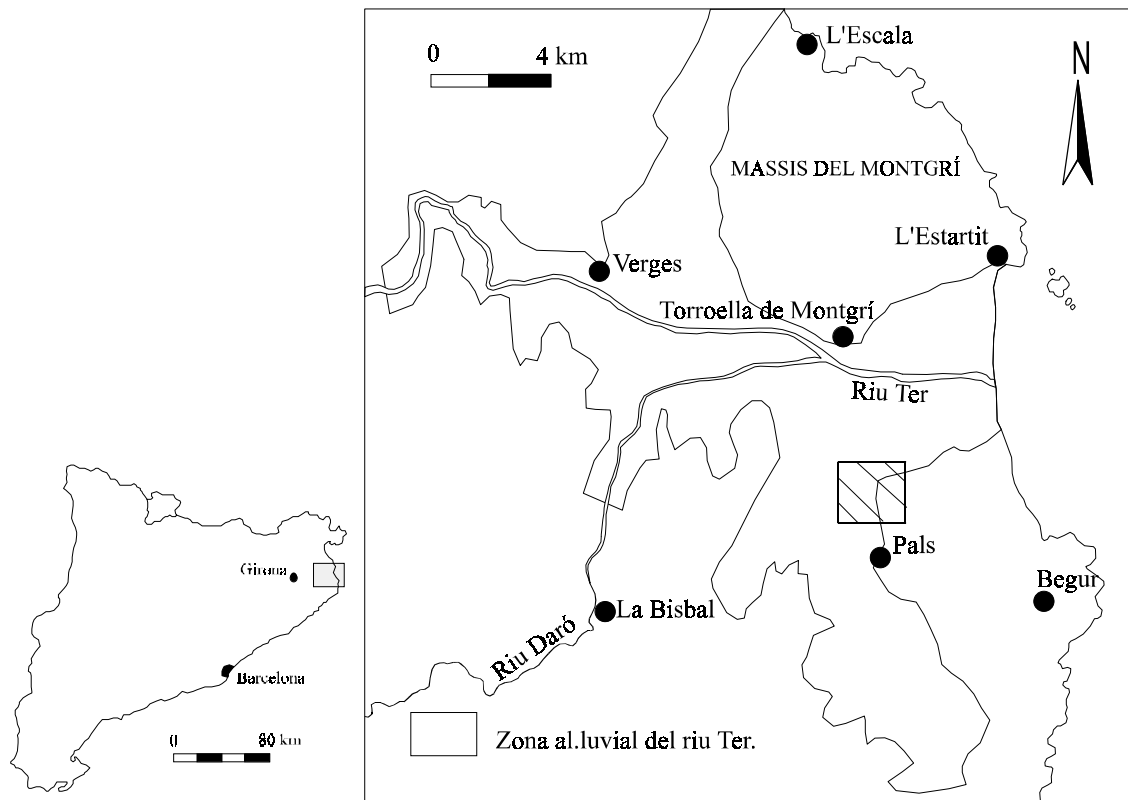 0 4 km
L'Escala
N
MASSIS DEL MONTGRÍ
L'Estartit
Verges
Torroella de Montgrí
Riu Ter
Pals
Begur
La Bisbal
Riu Daró
Zona al.luvial del riu Ter.
Girona
Barcelona
0 80 km